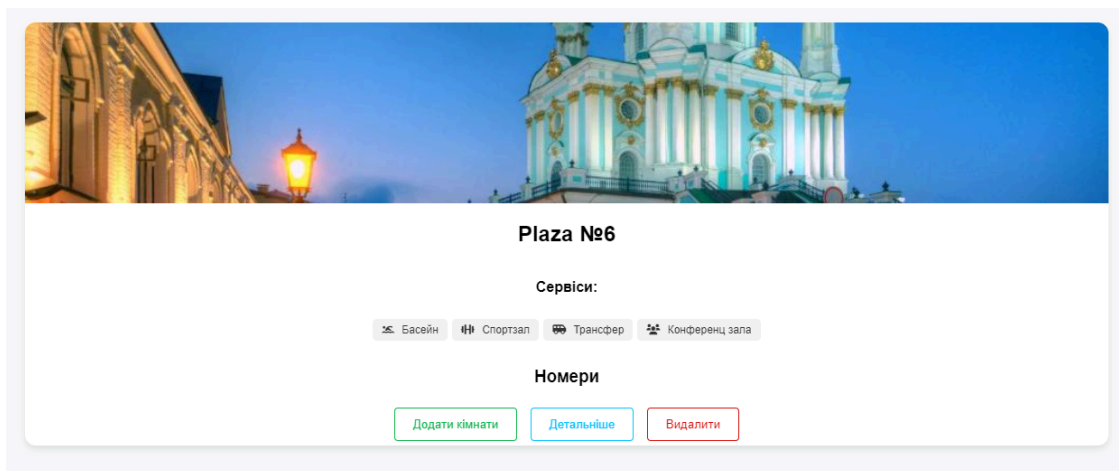 Plaza №6
Сервіси:
Басейн Спортзал Трансфер Конференц зала
Номери
Додати кімнати Детальніше Видалити